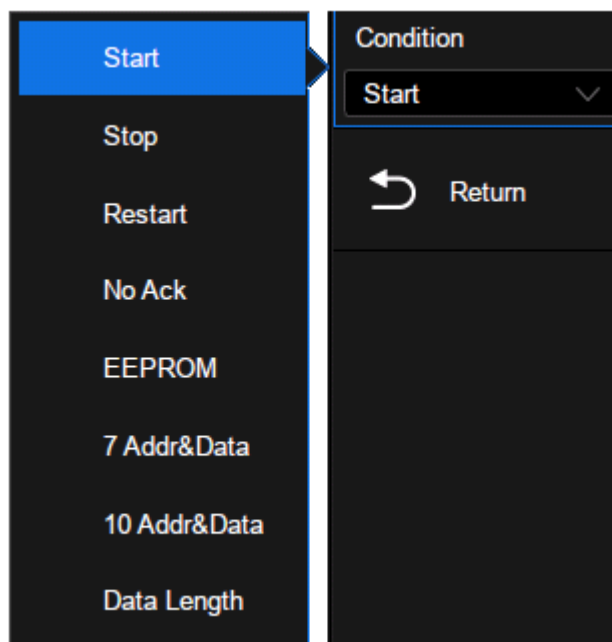 Start
Stop
Restart
No Ack
EEPROM
7 Addr&Data
10 Addr&Data
Data Length
Condition
Start
Return